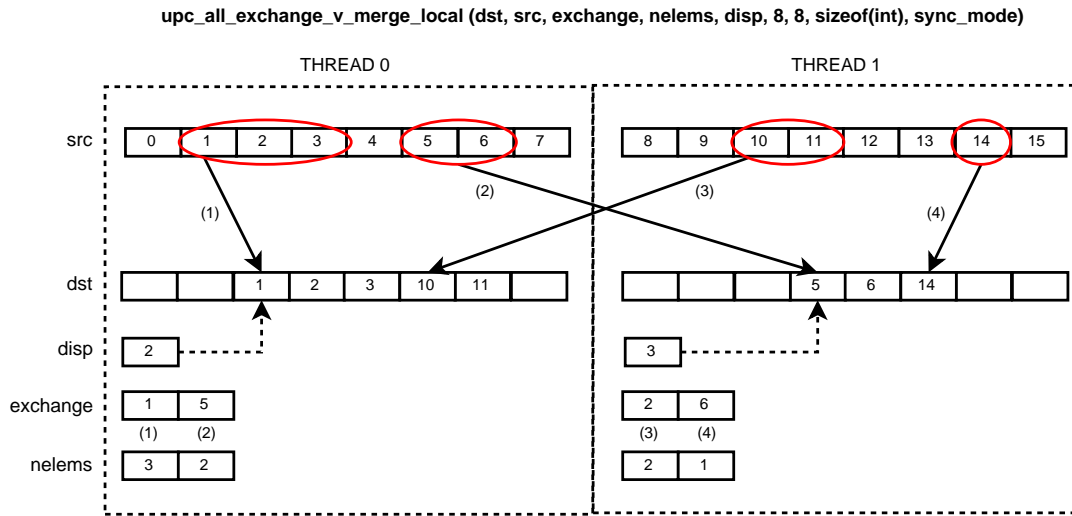 upc_all_exchange_v_merge_local (dst, src, exchange, nelems, disp, 8, 8, sizeof(int), sync_mode)
THREAD 0 THREAD 1
src 0 1 2 3 4 5 6 7 8 9 10 11 12 13 14 15
(1) (2) (3) (4)
dst 1 2 3 10 11 5 6 14
disp 2 3
exchange 1 5 2 6
(1) (2) (3) (4)
nelems 3 2 2 1